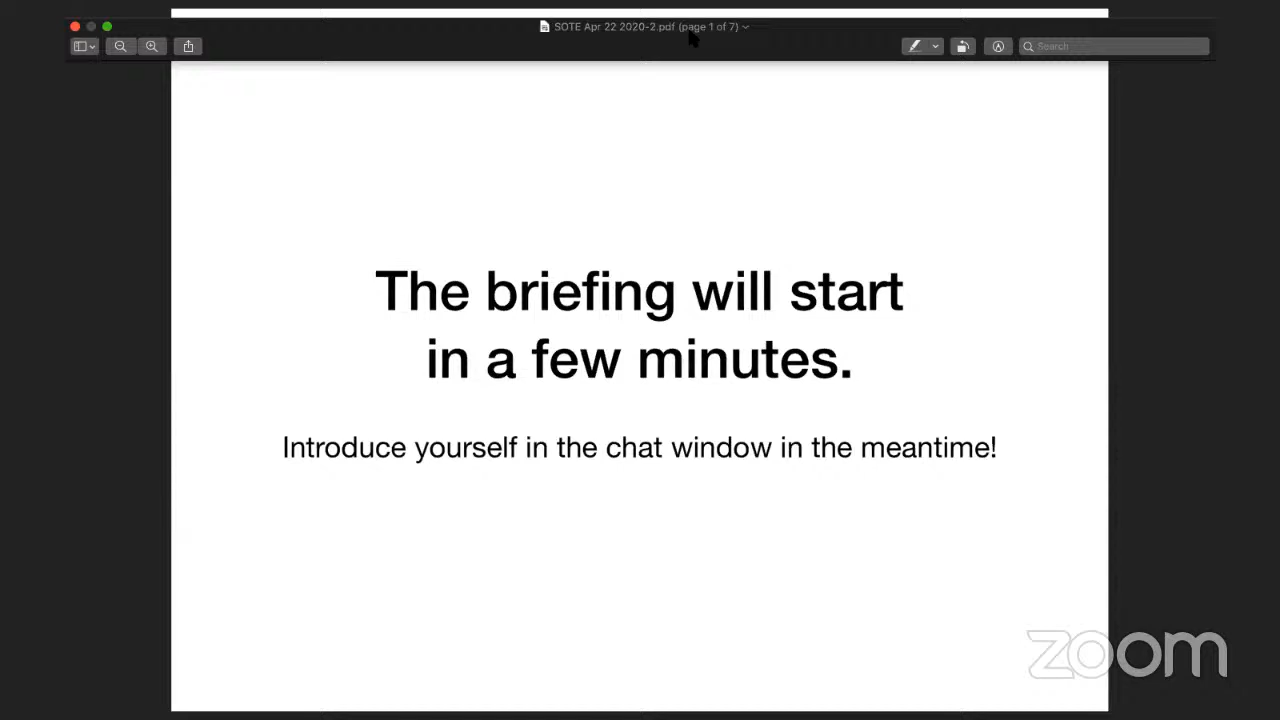 SOTE Apr 22 2020-2.pdf (page 1 of 7)
Search
The briefing will start
in a few minutes.
Introduce yourself in the chat window in the meantime!
zoom